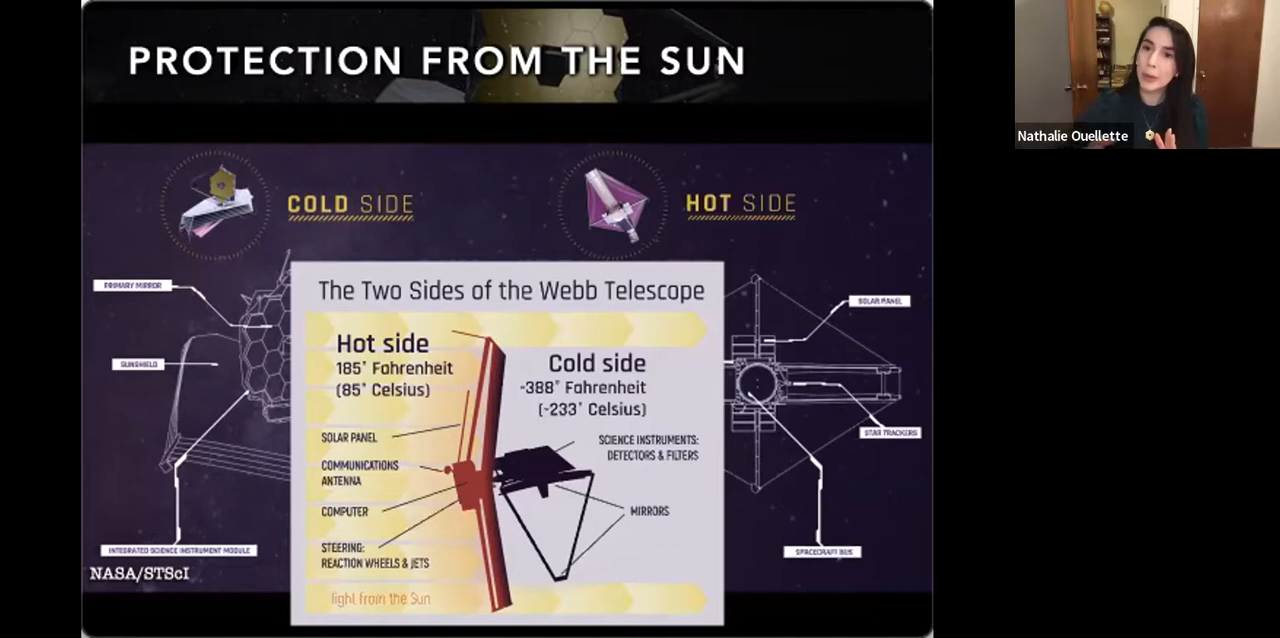 PROTECTION FROM THE SUN
Nathalie Ouellette
COLD SIDE
HOT SIDE
PRIMARY MIRROR
SUNSHIELD
INTEGRATED SCIENCE INSTRUMENT MODULE
NASA/STScI
The Two Sides of the Webb Telescope
Hot side
185° Fahrenheit
(85° Celsius)
Cold side
-388° Fahrenheit
(-233° Celsius)
SOLAR PANEL
COMMUNICATIONS
ANTENNA
COMPUTER
STEERING:
REACTION WHEELS & JETS
light from the Sun
SCIENCE INSTRUMENTS:
DETECTORS & FILTERS
MIRRORS
SOLAR PANEL
STAR TRACKERS
SPACECRAFT BUS